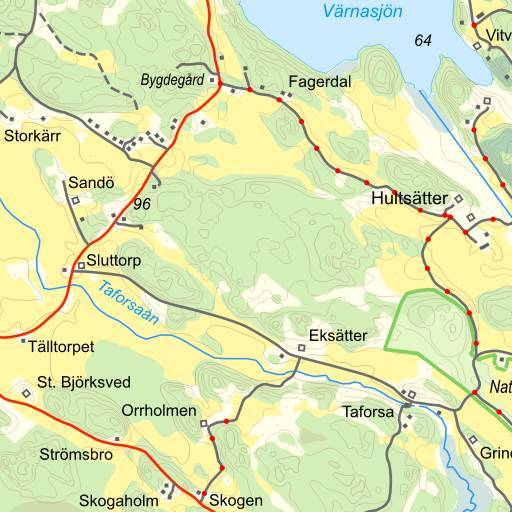 Värnasjön
64
Vitv
Bygdegård
Fagerdal
Storkärr
Sandö
96
Hultsätter
Sluttorp
Taforsaån
Eksätter
Tälltorpet
St. Björksved
Nat
Orrholmen
Taforsa
Strömsbro
Grind
Skogaholm
Skogen